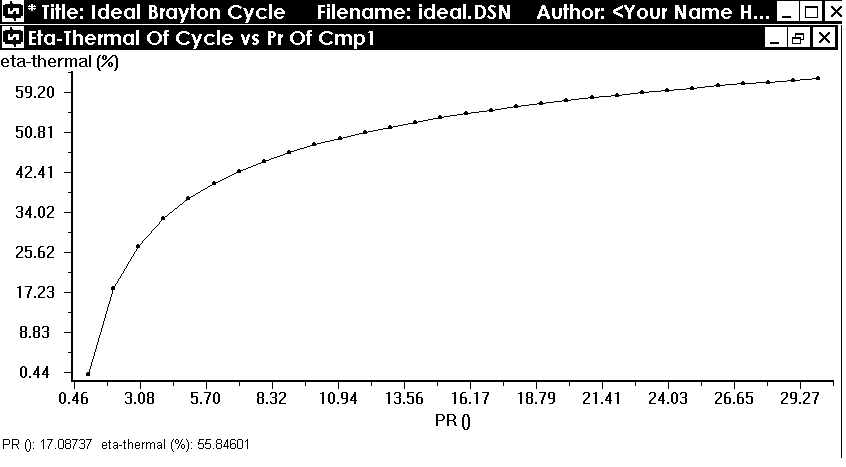 * Title: Ideal Brayton Cycle Filename: ideal.DSN Author: <Your Name H...
Eta-Thermal Of Cycle vs Pr Of Cmp1
eta-thermal (%)
59.20
50.81
42.41
34.02
25.62
17.23
8.83
0.44
0.46 3.08 5.70 8.32 10.94 13.56 16.17 18.79 21.41 24.03 26.65 29.27
PR ()
PR (): 17.08737 eta-thermal (%): 55.84601